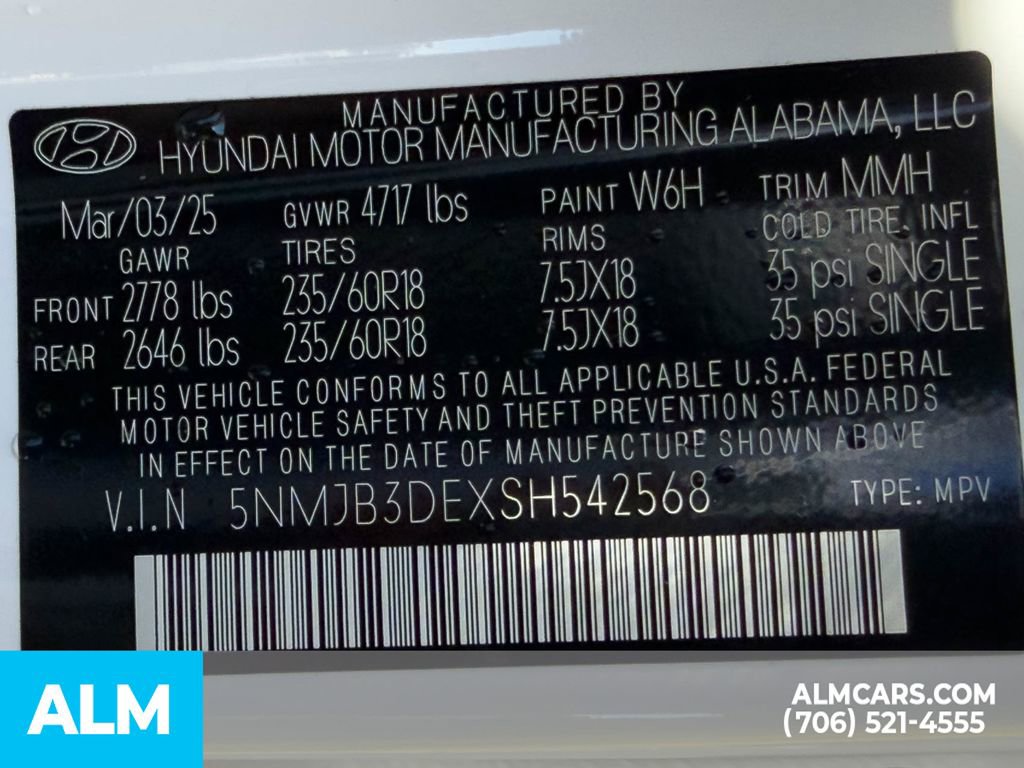 MANUFACTURED BY
HYUNDAI MOTOR MANUFACTURING ALABAMA, LLC
Mar/03/25 GVWR 4717 lbs PAINT W6H TRIM MMH
GAWR TIRES RIMS COLD TIRE. INFL
FRONT 2778 lbs 235/60R18 7.5JX18 35 psi SINGLE
REAR 2646 lbs 235/60R18 7.5JX18 35 psi SINGLE
THIS VEHICLE CONFORMS TO ALL APPLICABLE U.S.A. FEDERAL
MOTOR VEHICLE SAFETY AND THEFT PREVENTION STANDARDS
IN EFFECT ON THE DATE OF MANUFACTURE SHOWN ABOVE
V.I.N 5NMJB3DEXSH542568 TYPE: MPV
ALM
ALMCARS.COM
(706) 521-4555